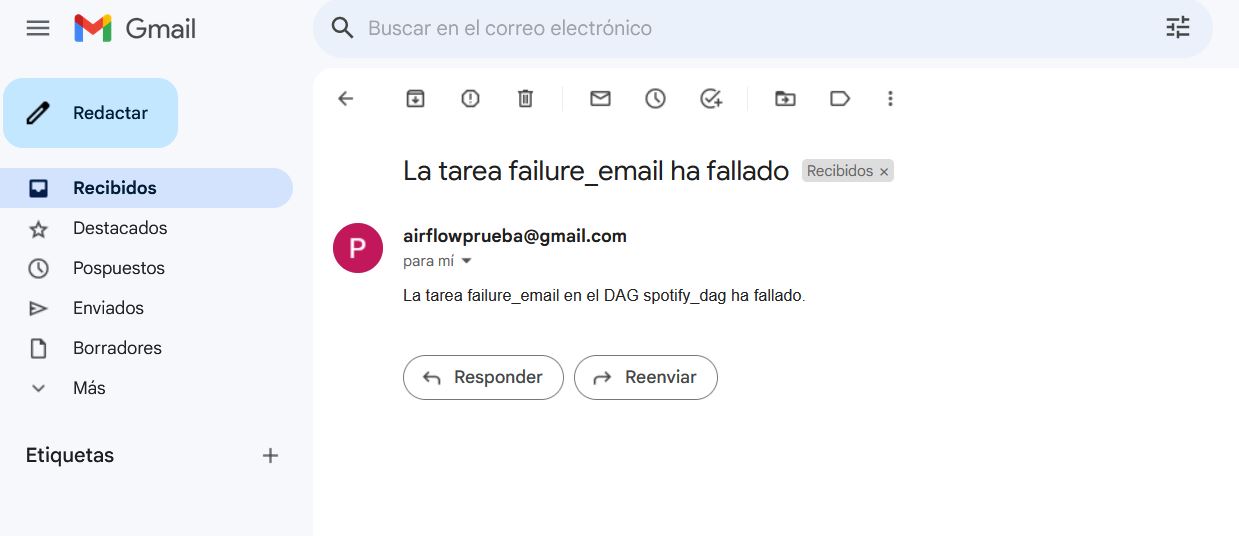 Gmail
Buscar en el correo electrónico
Redactar
Recibidos
Destacados
Pospuestos
Enviados
Borradores
Más
Etiquetas
La tarea failure_email ha fallado Recibidos ×
P
airflowprueba@gmail.com
para mí
La tarea failure_email en el DAG spotify_dag ha fallado.
Responder Reenviar